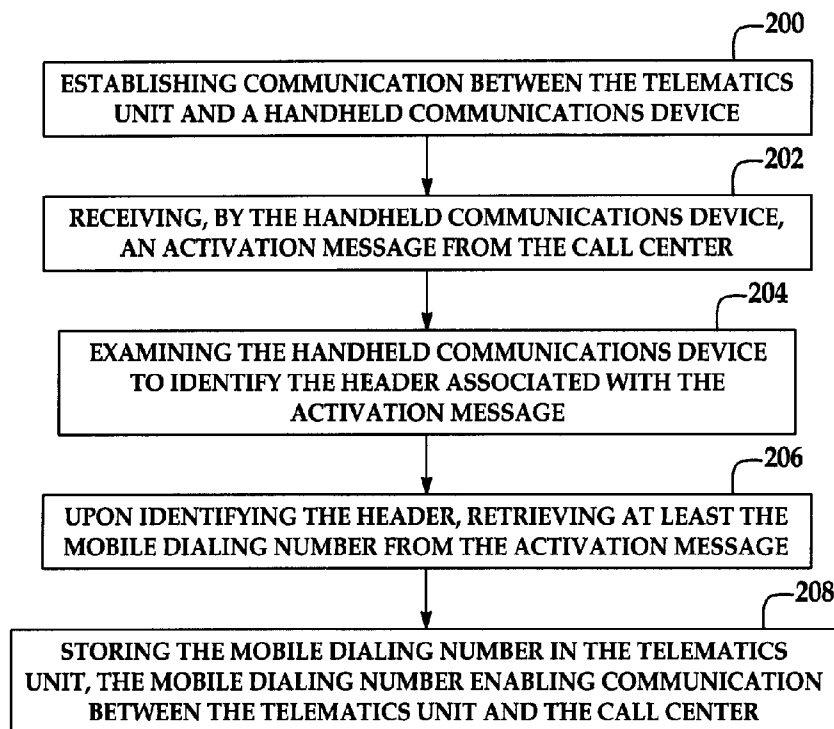 200
ESTABLISHING COMMUNICATION BETWEEN THE TELEMATICS
UNIT AND A HANDHELD COMMUNICATIONS DEVICE
202
RECEIVING, BY THE HANDHELD COMMUNICATIONS DEVICE,
AN ACTIVATION MESSAGE FROM THE CALL CENTER
204
EXAMINING THE HANDHELD COMMUNICATIONS DEVICE
TO IDENTIFY THE HEADER ASSOCIATED WITH THE
ACTIVATION MESSAGE
206
UPON IDENTIFYING THE HEADER, RETRIEVING AT LEAST THE
MOBILE DIALING NUMBER FROM THE ACTIVATION MESSAGE
208
STORING THE MOBILE DIALING NUMBER IN THE TELEMATICS
UNIT, THE MOBILE DIALING NUMBER ENABLING COMMUNICATION
BETWEEN THE TELEMATICS UNIT AND THE CALL CENTER